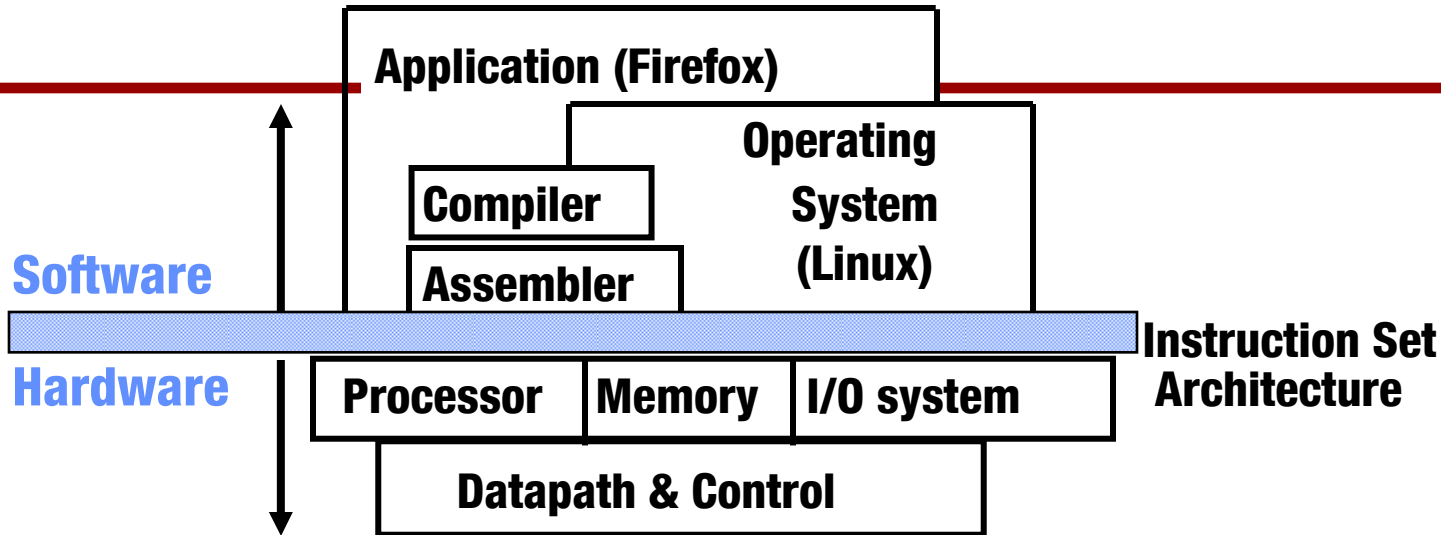 Application (Firefox)
Operating
System
(Linux)
Compiler
Assembler
Software
Instruction Set
Architecture
Hardware
Processor
Memory
I/O system
Datapath & Control